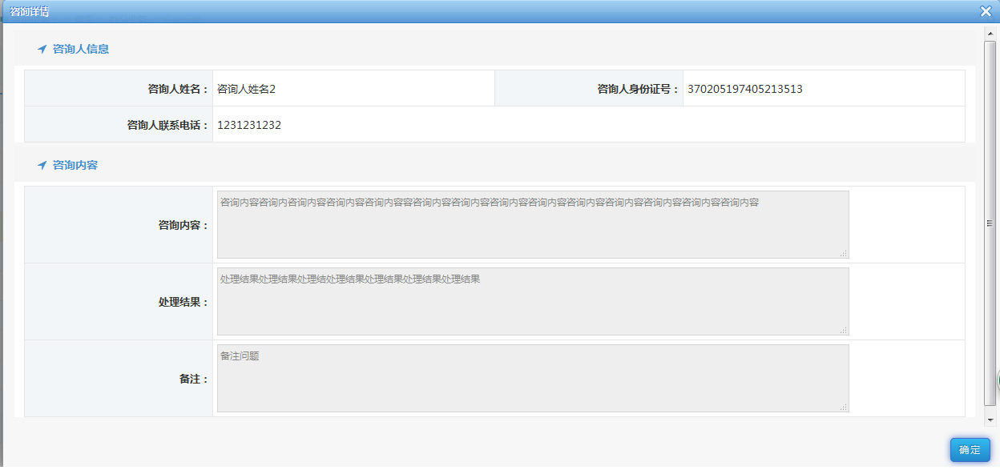 咨询详情
咨询人信息
咨询人姓名： 咨询人姓名2 咨询人身份证号： 370205197405213513
咨询人联系电话： 1231231232
咨询内容
咨询内容： 咨询内容咨询内咨询内容咨询内容咨询内容容咨询内容咨询内容咨询内容咨询内容咨询内容咨询内容咨询内容咨询内容咨询内容
处理结果： 处理结果处理结果处理结处理结果处理结果处理结果处理结果
备注： 备注问题
确定